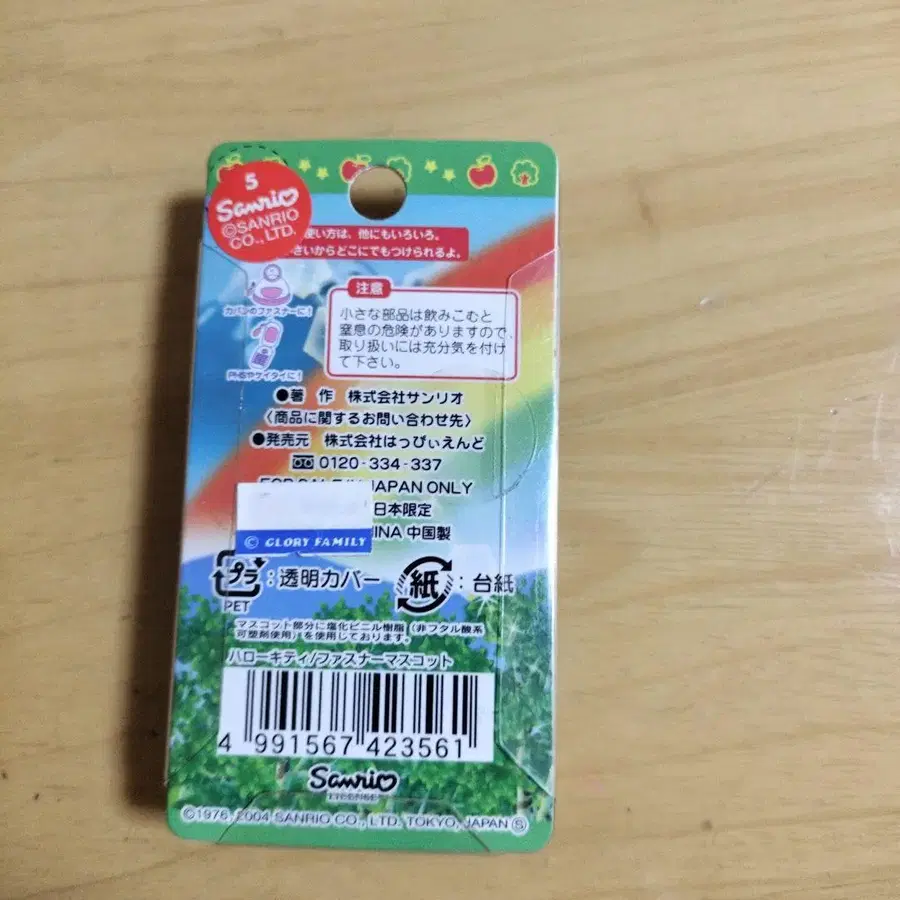 5
Sanrio
©SANRIO
CO., LTD.
使い方は、他にもいろいろ。
さいからどこにでもつけられるよ。
カバンのファスナーに!
PHSやケイタイに!
注意
小さな部品は飲みこむと
窒息の危険がありますので、
取り扱いには充分気を付け
て下さい。
●著 作 株式会社サンリオ
〈商品に関するお問い合わせ先〉
●発売元 株式会社はっぴぃえんど
0120-334-337
JAPAN ONLY
日本限定
INA 中国製
© GLORY FAMILY
プラ:透明カバー
PET
紙:台紙
マスコット部分に塩化ビニル樹脂(非フタル酸系
可塑剤使用)を使用しております。
ハローキティ/ファスナーマスコット
4 991567 423561
Sanrio
LICENSE
©1976, 2004 SANRIO CO., LTD. TOKYO, JAPAN Ⓢ